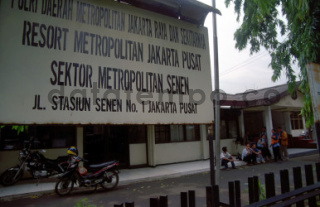 POLRI DAERAH METROPOLITAN JAKARTA RAYA DAN SEKITARNYA
RESORT METROPOLITAN JAKARTA PUSAT
SEKTOR METROPOLITAN SENEN
JL. STASIUN SENEN No. 1 JAKARTA PUSAT